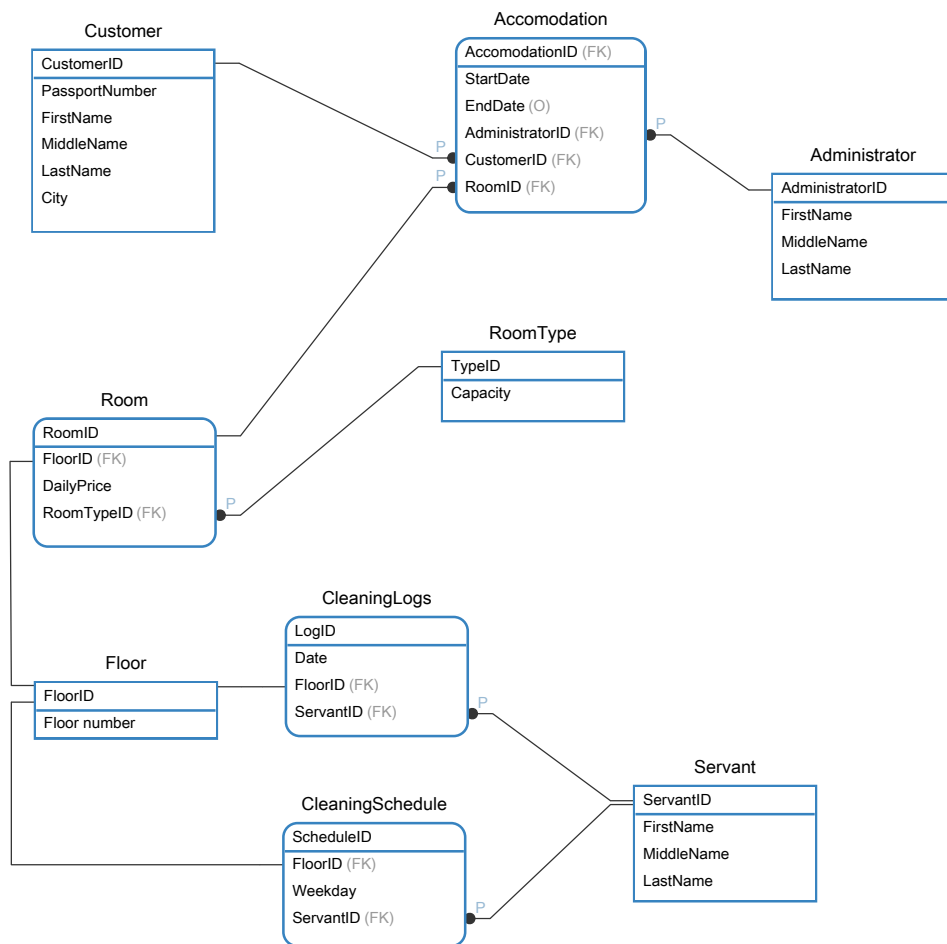 Customer
CustomerID
PassportNumber
FirstName
MiddleName
LastName
City
P
P
Accomodation
AccomodationID (FK)
StartDate
EndDate (O)
AdministratorID (FK)
CustomerID (FK)
RoomID (FK)
P
Administrator
AdministratorID
FirstName
MiddleName
LastName
RoomType
TypeID
Capacity
Room
RoomID
FloorID (FK)
DailyPrice
RoomTypeID (FK)
P
CleaningLogs
LogID
Date
FloorID (FK)
ServantID (FK)
P
Floor
FloorID
Floor number
Servant
ServantID
FirstName
MiddleName
LastName
CleaningSchedule
ScheduleID
FloorID (FK)
Weekday
ServantID (FK)
P